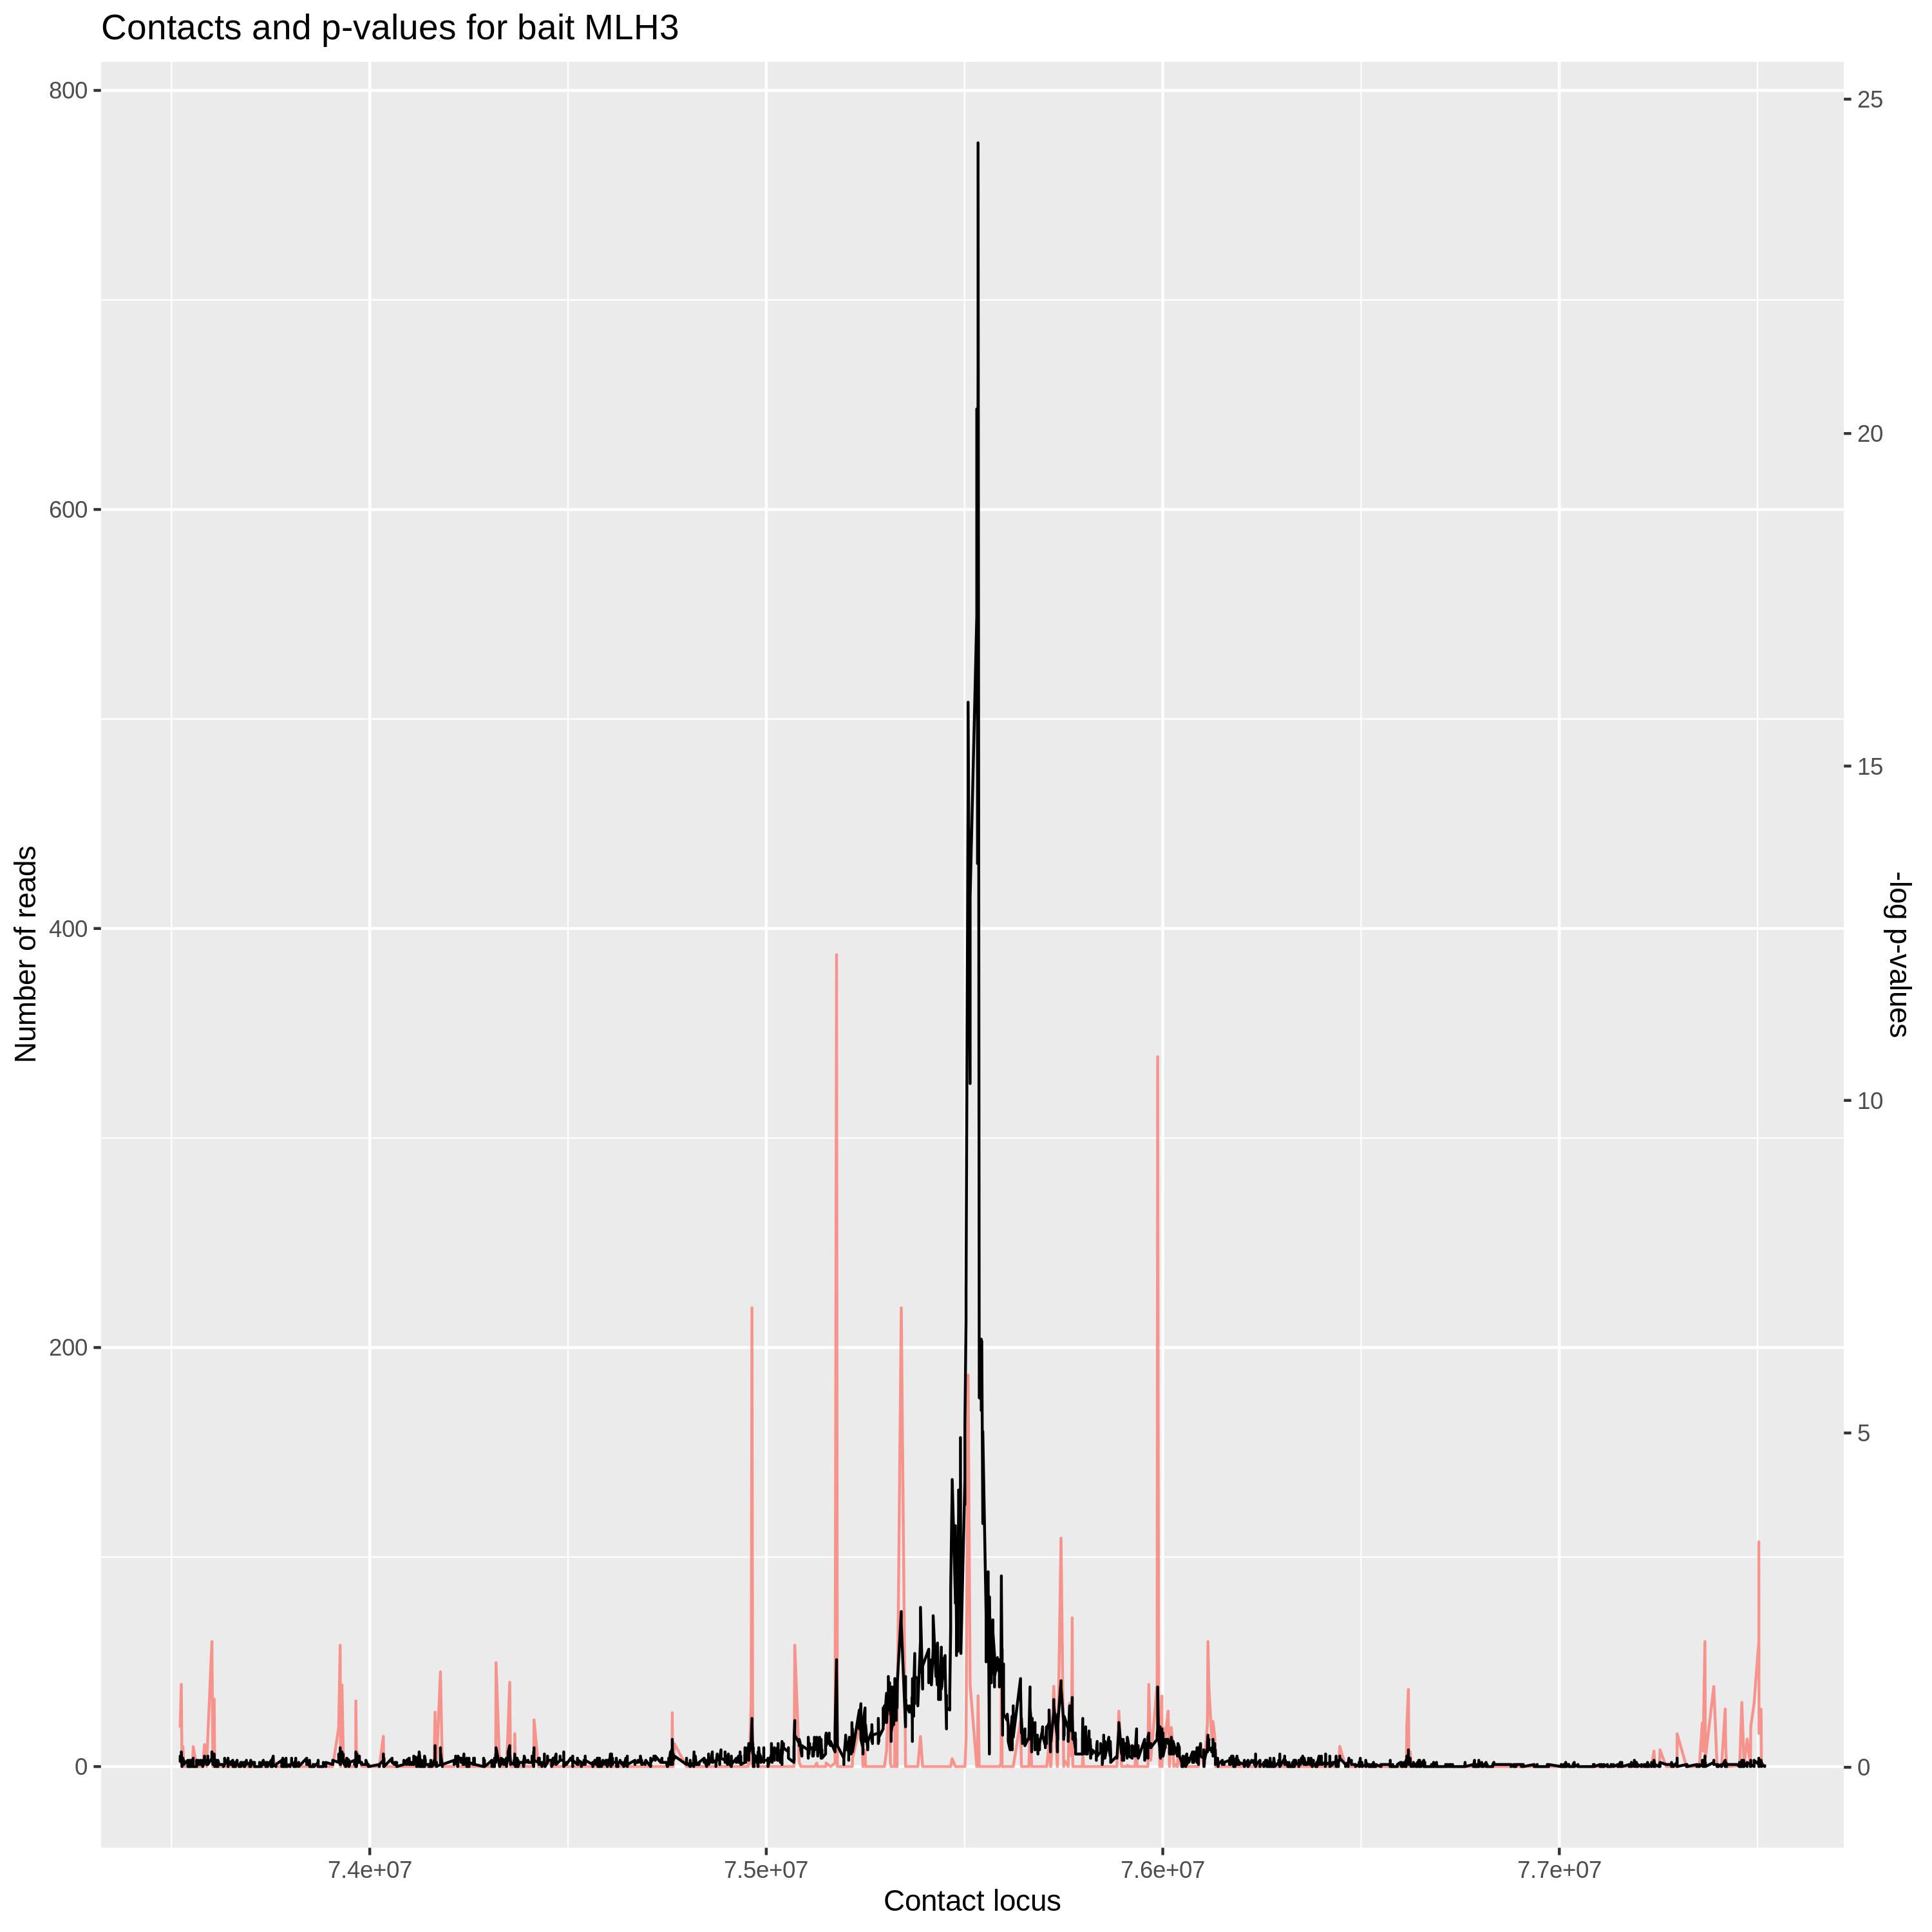 Contacts and p-values for bait MLH3
800
600
400
200
0
Number of reads
25
20
15
10
5
0
-log p-values
7.4e+07
7.5e+07
7.6e+07
7.7e+07
Contact locus